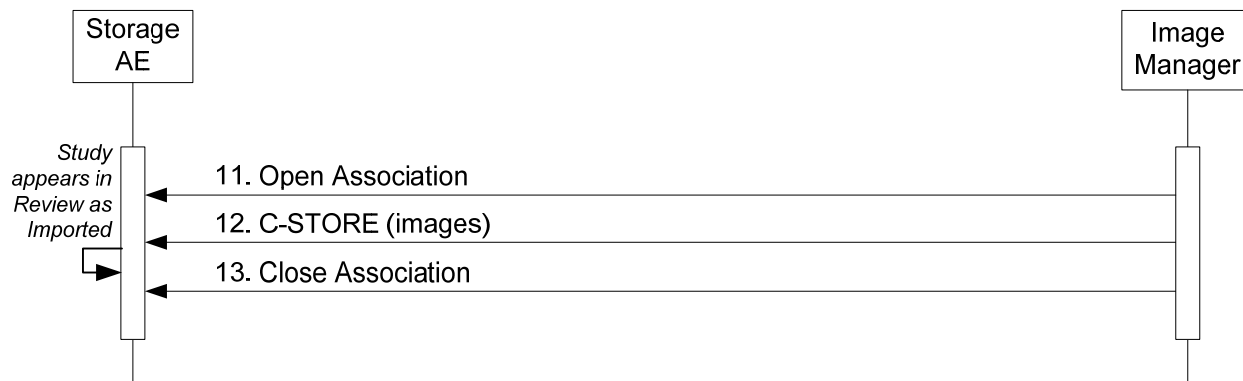 Storage
AE
Image
Manager
Study
appears in
Review as
Imported
11. Open Association
12. C-STORE (images)
13. Close Association